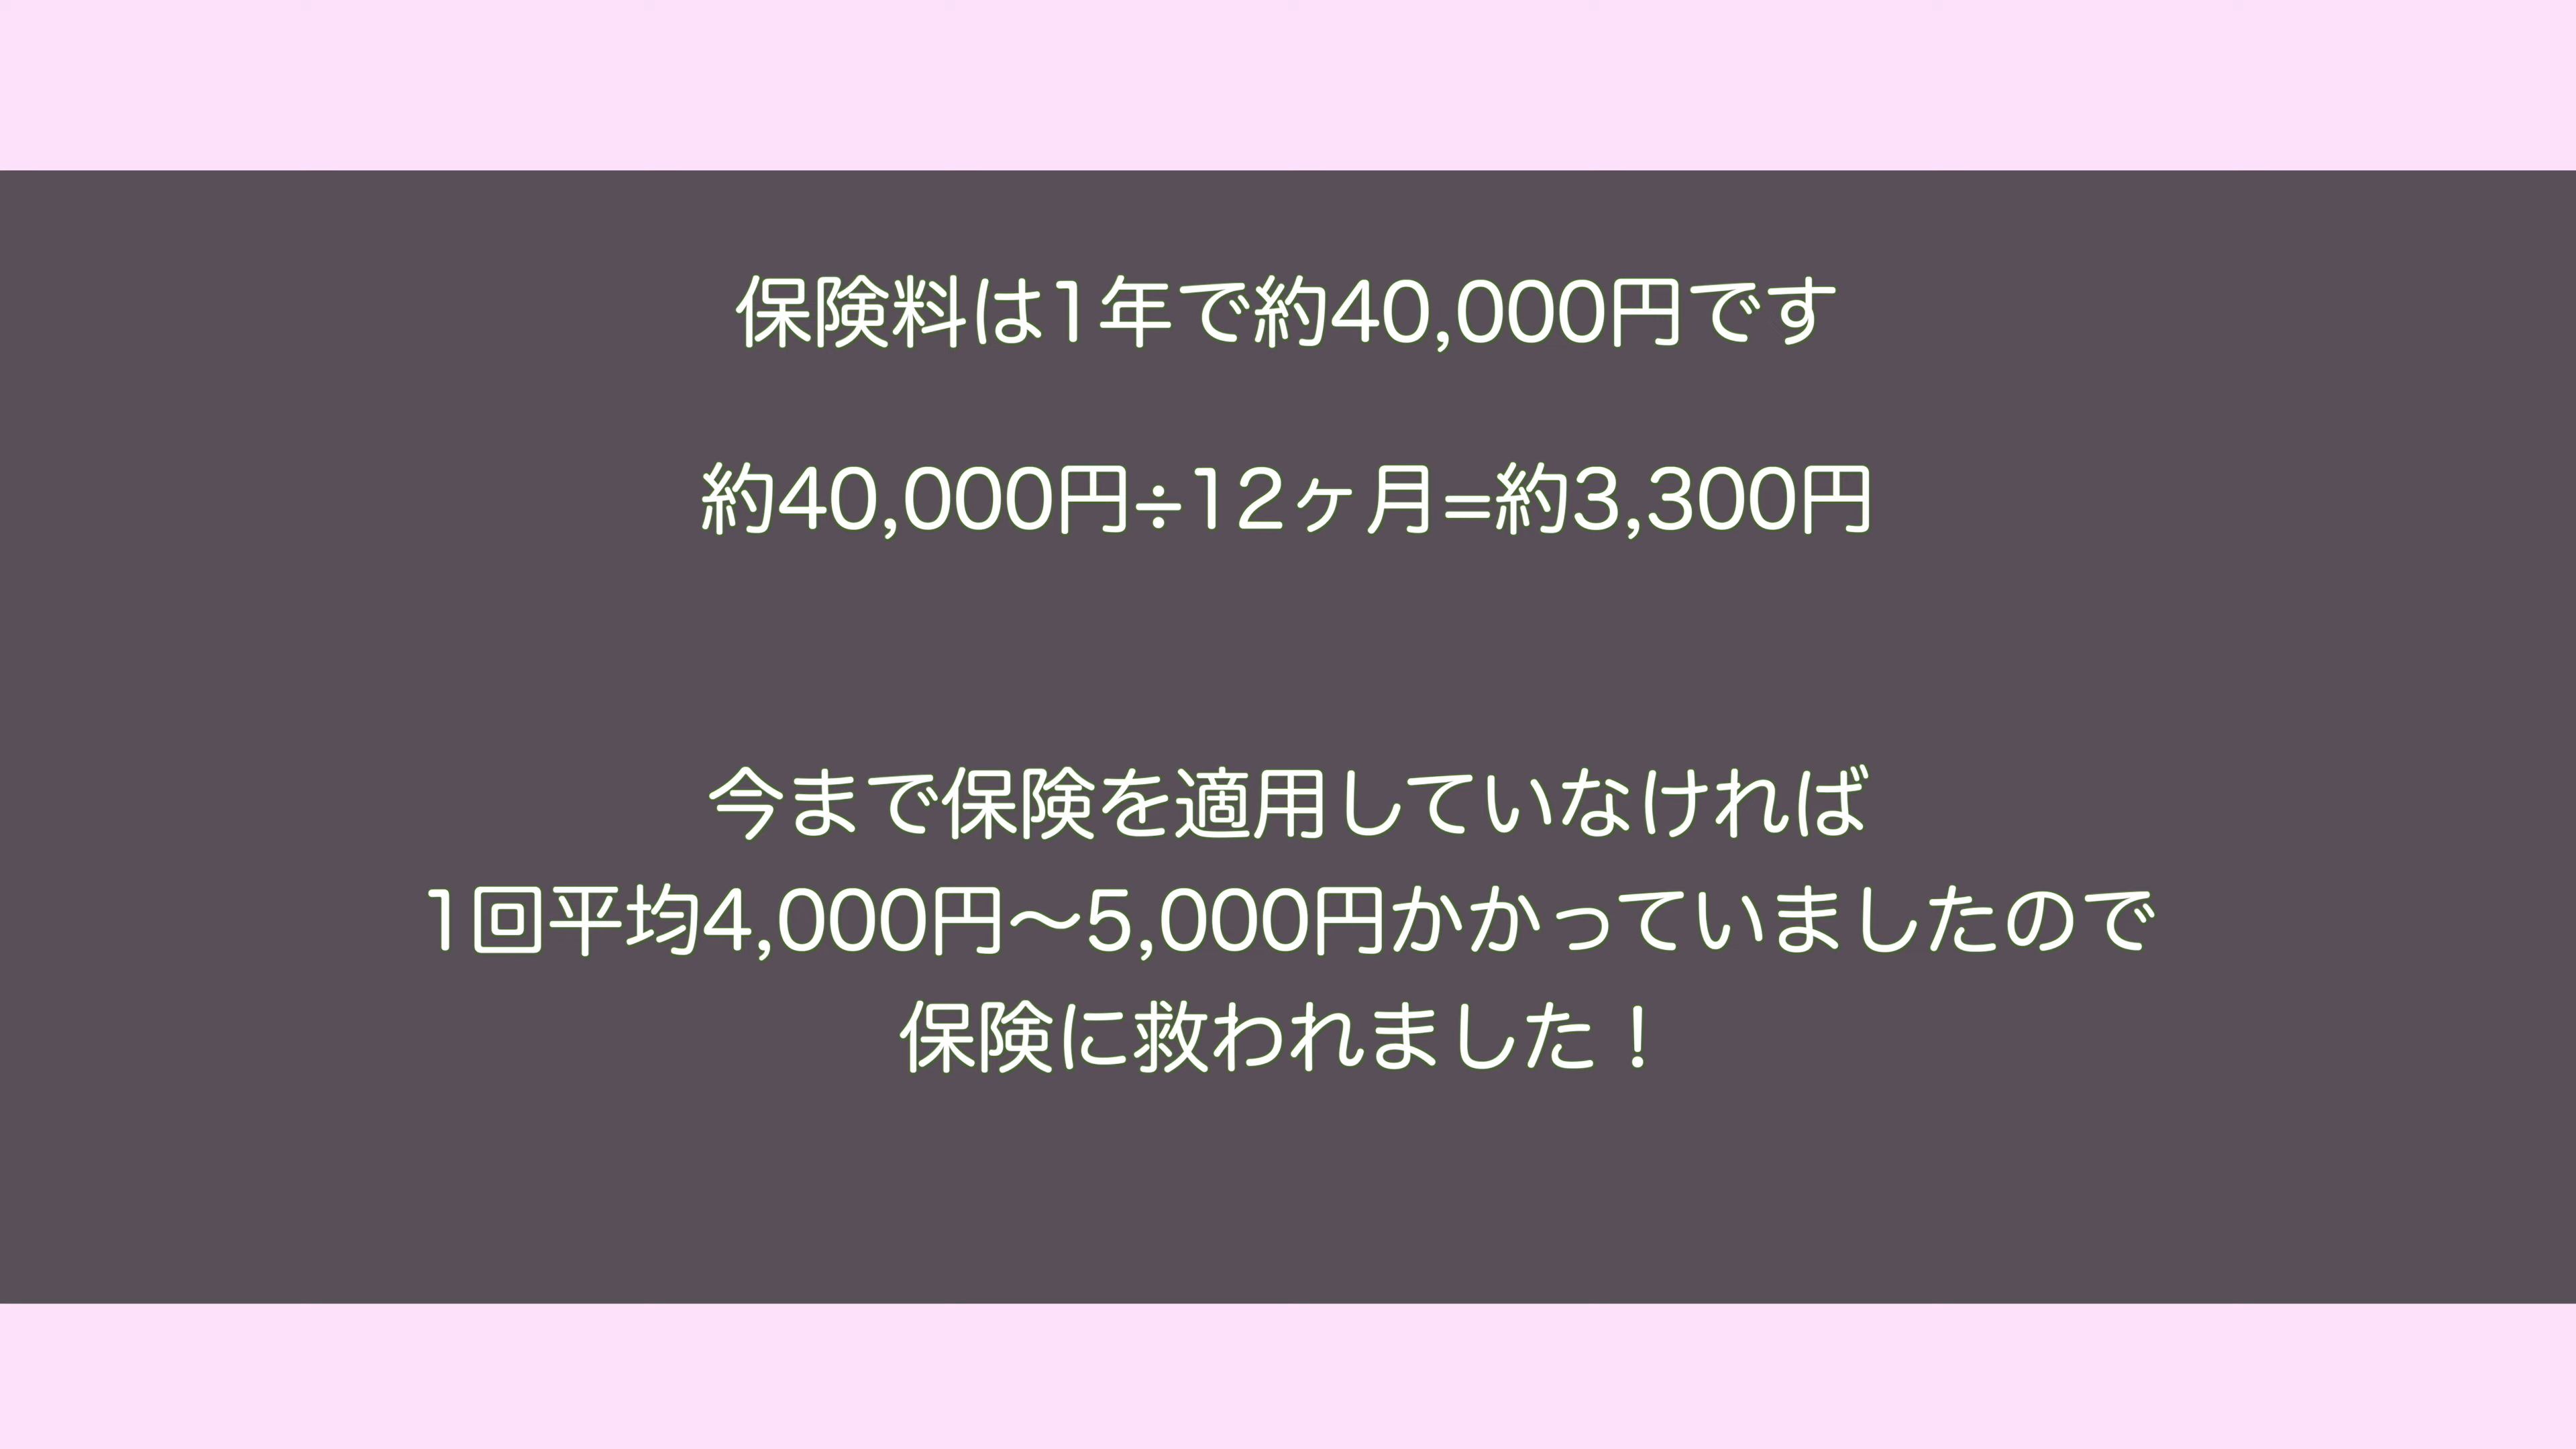 保険料は1年で約40,000円です
約40,000円÷12ヶ月=約3,300円
今まで保険を適用していなければ
1回平均4,000円〜5,000円かかっていましたので
保険に救われました！